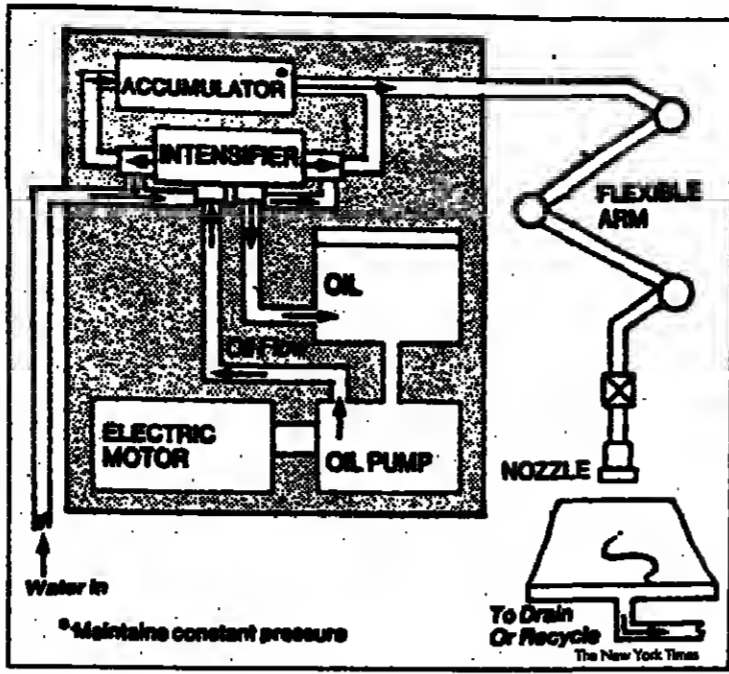 ACCUMULATOR*
INTENSIFIER
FLEXIBLE
ARM
OIL
Oil Flow
ELECTRIC
MOTOR
OIL PUMP
NOZZLE
Water in
*Maintains constant pressure
To Drain
Or Recycle
The New York Times